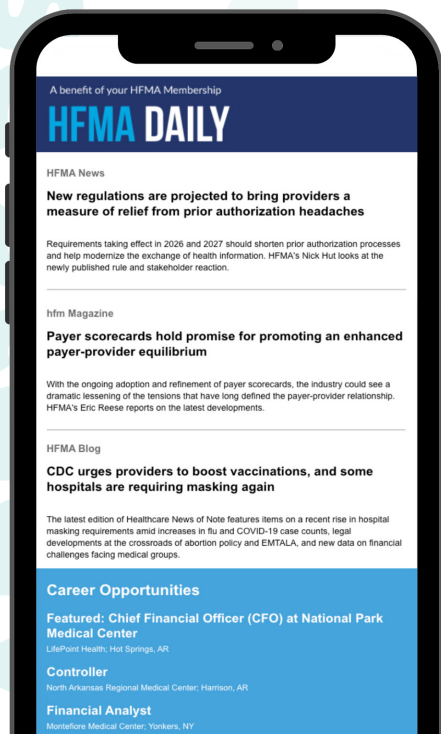 A benefit of your HFMA Membership
HFMA DAILY
HFMA News
New regulations are projected to bring providers a
measure of relief from prior authorization headaches
Requirements taking effect in 2026 and 2027 should shorten prior authorization processes
and help modernize the exchange of health information. HFMA's Nick Hut looks at the
newly published rule and stakeholder reaction.
hfm Magazine
Payer scorecards hold promise for promoting an enhanced
payer-provider equilibrium
With the ongoing adoption and refinement of payer scorecards, the industry could see a
dramatic lessening of the tensions that have long defined the payer-provider relationship.
HFMA's Eric Reese reports on the latest developments.
HFMA Blog
CDC urges providers to boost vaccinations, and some
hospitals are requiring masking again
The latest edition of Healthcare News of Note features items on a recent rise in hospital
masking requirements amid increases in flu and COVID-19 case counts, legal
developments at the crossroads of abortion policy and EMTALA, and new data on financial
challenges facing medical groups.
Career Opportunities
Featured: Chief Financial Officer (CFO) at National Park
Medical Center
LifePoint Health; Hot Springs, AR
Controller
North Arkansas Regional Medical Center; Harrison, AR
Financial Analyst
Montefiore Medical Center; Yonkers, NY